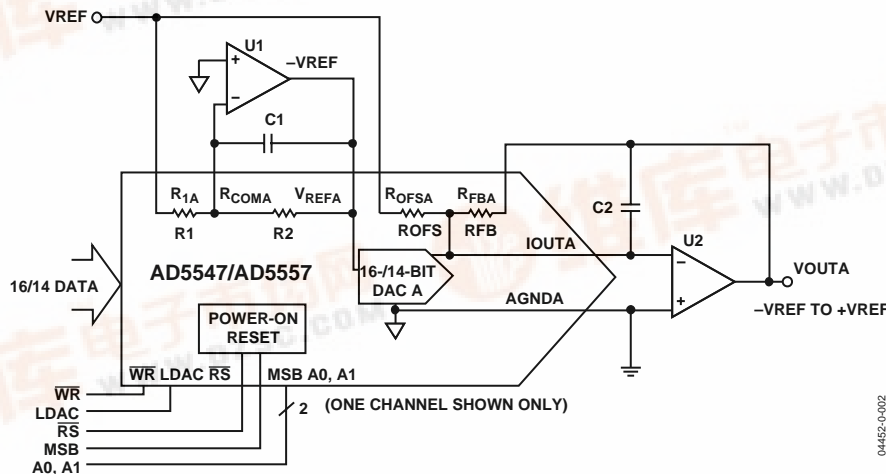 VREF
U1
–VREF
C1
R1A RCOMA VREFA ROFSA RFBA
R1 R2 ROFS RFB
C2
IOUTA
U2
16/14 DATA
AD5547/AD5557
16-/14-BIT
DAC A
AGNDA
VOUTA
–VREF TO +VREF
POWER-ON
RESET
WR LDAC RS MSB A0, A1
WR
LDAC
RS
MSB
A0, A1
2 (ONE CHANNEL SHOWN ONLY)
04452-0-002